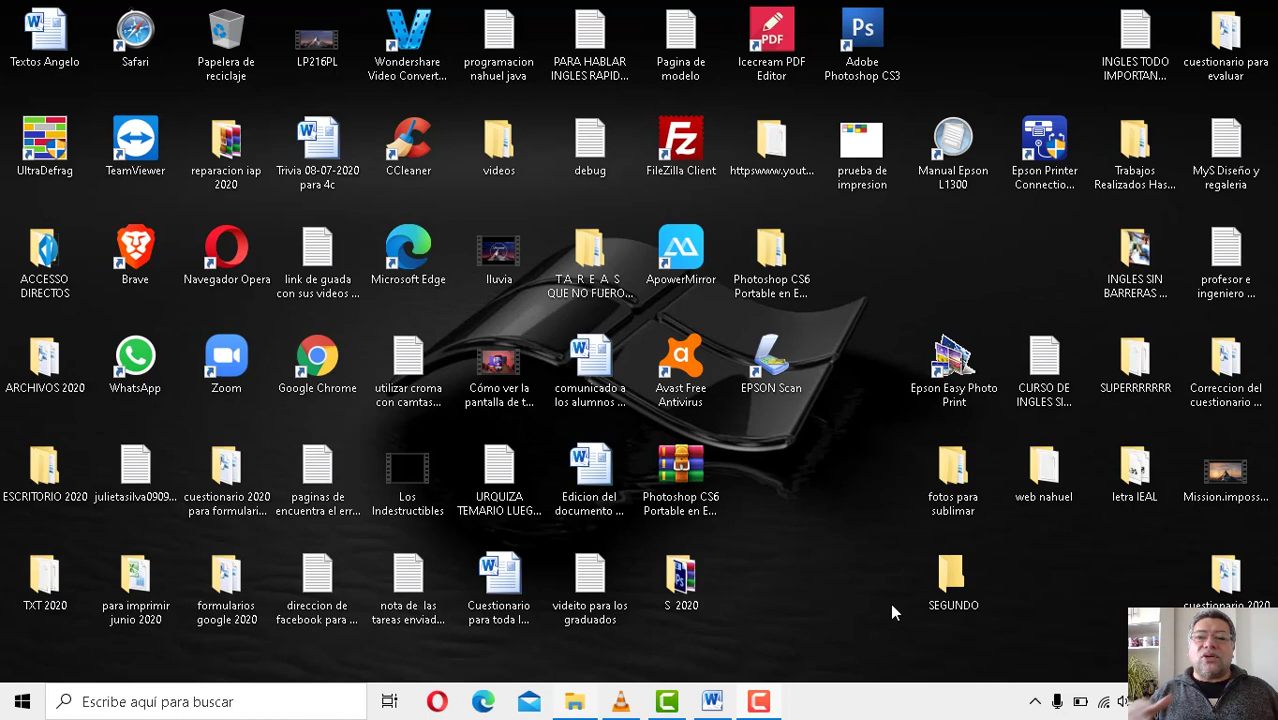 Textos Angelo
Safari
Papelera de
reciclaje
LP216PL
Wondershare
Video Convert...
programacion
nahuel java
PARA HABLAR
INGLES RAPID...
Pagina de
modelo
PDF
Icecream PDF
Editor
Ps
Adobe
Photoshop CS3
INGLES TODO
IMPORTAN...
cuestionario para
evaluar
UltraDefrag
TeamViewer
reparacion iap
2020
Trivia 08-07-2020
para 4c
CCleaner
videos
debug
FileZilla Client
httpswww.yout...
prueba de
impresion
Manual Epson
L1300
Epson Printer
Connectio...
Trabajos
Realizados Has...
MyS Diseño y
regaleria
ACCESSO
DIRECTOS
Brave
Navegador Opera
link de guada
con sus videos ...
Microsoft Edge
lluvia
T A R E A S
QUE NO FUERO...
ApowerMirror
Photoshop CS6
Portable en E...
INGLES SIN
BARRERAS ...
profesor e
ingeniero ...
ARCHIVOS 2020
WhatsApp
Zoom
Google Chrome
utilizar croma
con camtas...
Cómo ver la
pantalla de t...
comunicado a
los alumnos ...
Avast Free
Antivirus
EPSON Scan
Epson Easy Photo
Print
CURSO DE
INGLES SI...
SUPERRRRRRR
Correccion del
cuestionario ...
ESCRITORIO 2020
julietasilva0909...
cuestionario 2020
para formulari...
paginas de
encuentra el err...
Los
Indestructibles
URQUIZA
TEMARIO LUEG...
Edicion del
documento ...
Photoshop CS6
Portable en E...
fotos para
sublimar
web nahuel
letra IEAL
Mission.imposs...
TXT 2020
para imprimir
junio 2020
formularios
google 2020
direccion de
facebook para ...
nota de las
tareas enviad...
Cuestionario
para toda l...
videito para los
graduados
S 2020
SEGUNDO
cuestionario 2020
Escribe aquí para buscar